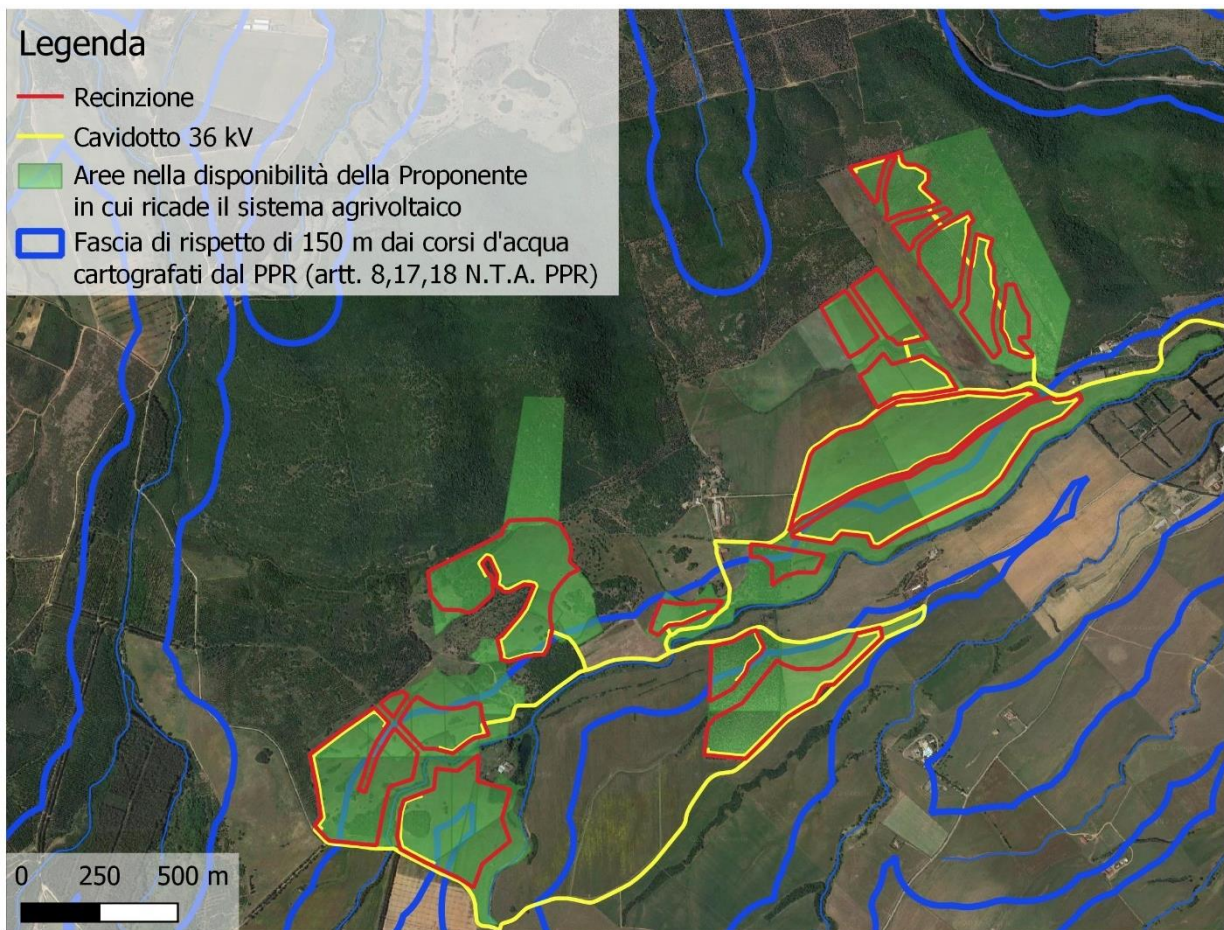 Legenda
Recinzione
Cavidotto 36 kV
Aree nella disponibilità della Proponente
in cui ricade il sistema agrivoltaico
Fascia di rispetto di 150 m dai corsi d'acqua
cartografati dal PPR (artt. 8,17,18 N.T.A. PPR)
0 250 500 m